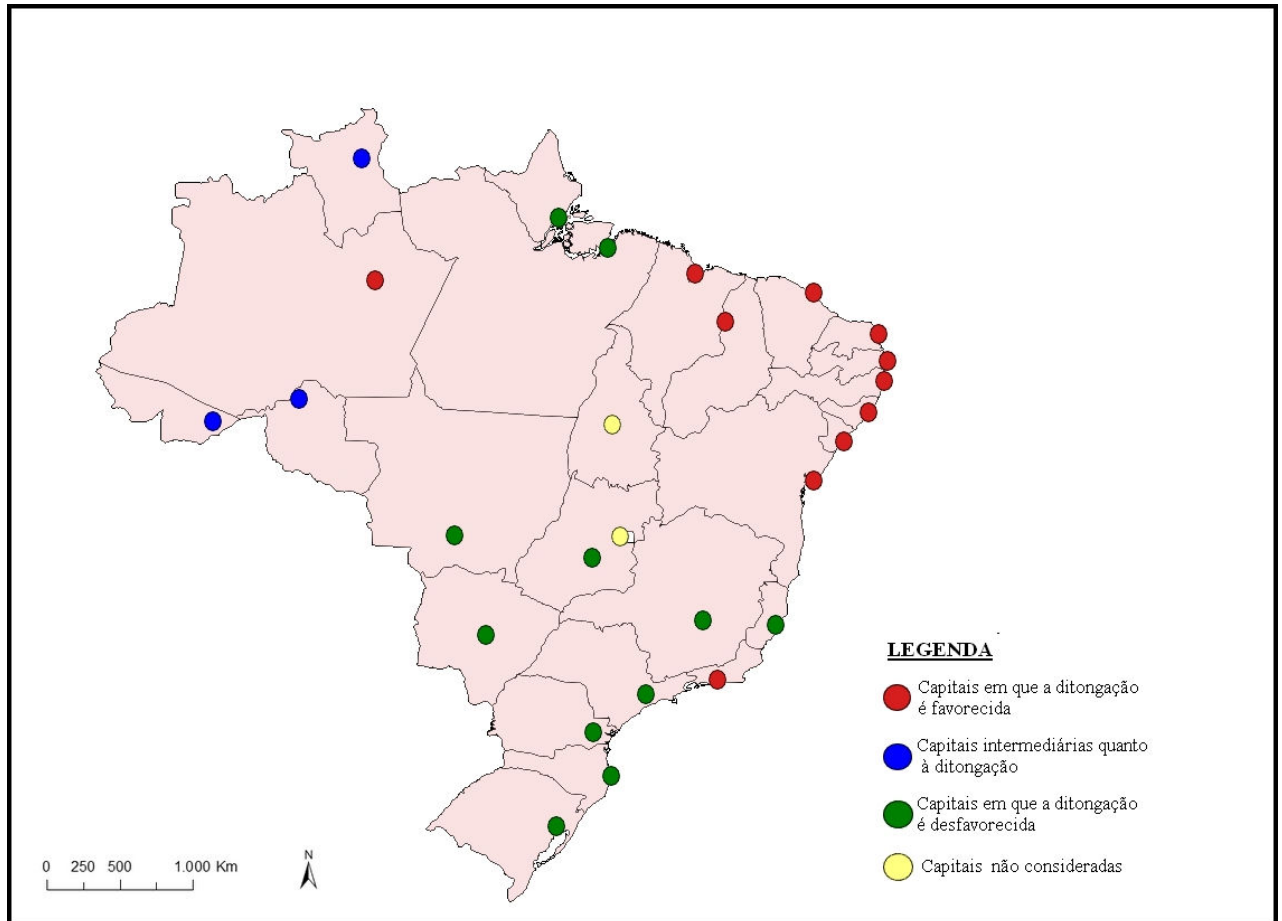 LEGENDA
Capitais em que a ditongação
é favorecida
Capitais intermediárias quanto
à ditongação
Capitais em que a ditongação
é desfavorecida
Capitais não consideradas
0 250 500 1.000 Km
N